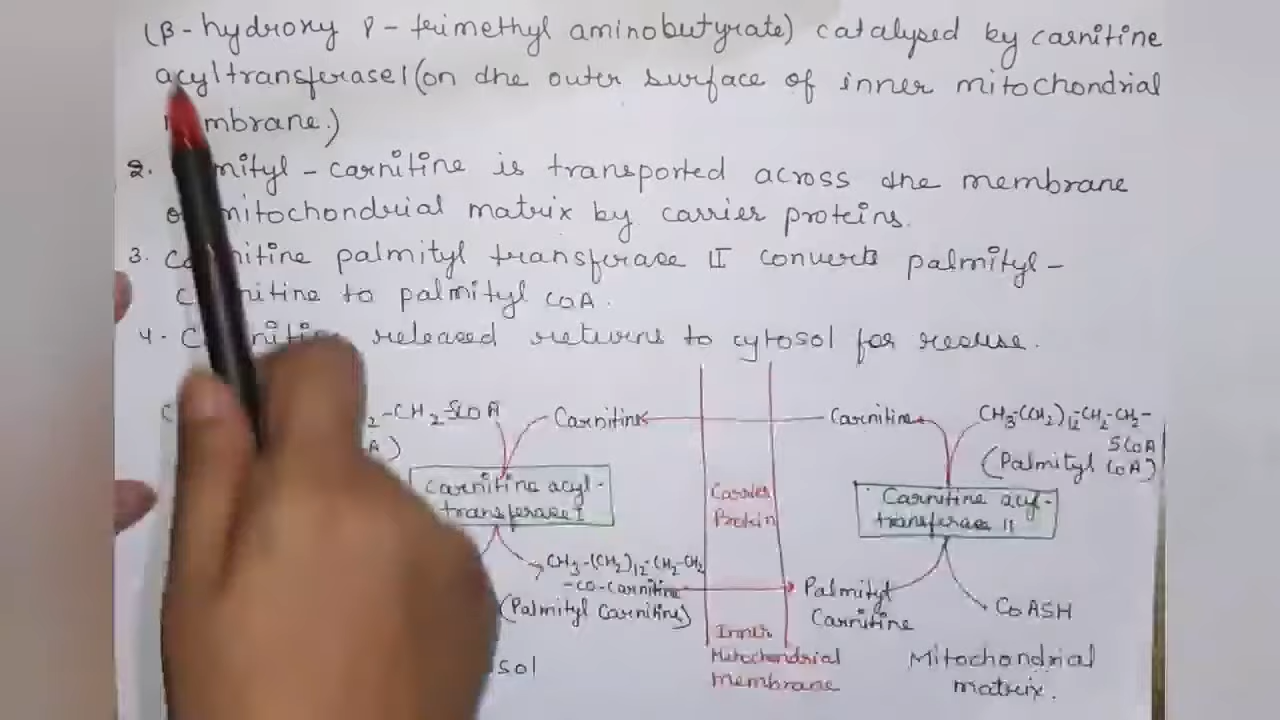 (β-hydroxy γ-trimethyl aminobutyrate) catalysed by carnitine
acyltransferase I (on the outer surface of inner mitochondrial
mbrane.)
2. mityl-carnitine is transported across the membrane
mitochondrial matrix by carrier proteins.
3. nitine palmityl transferase II converts palmityl-
nitine to palmityl CoA.
4. released returns to cytosol for reuse.
2-CH2-SCoA Carnitine Carnitine CH3-(CH2)12-CH2-CH2-
SCoA
A) (Palmityl CoA)
Carnitine acyl-
transferase I
Carrier
Protein
Carnitine acyl-
transferase II
CH3-(CH2)12-CH2-CH2
-CO-Carnitine
(Palmityl Carnitine)
Palmityl
Carnitine
CoASH
Inner
Mitochondrial
membrane
sol
Mitochondrial
matrix.